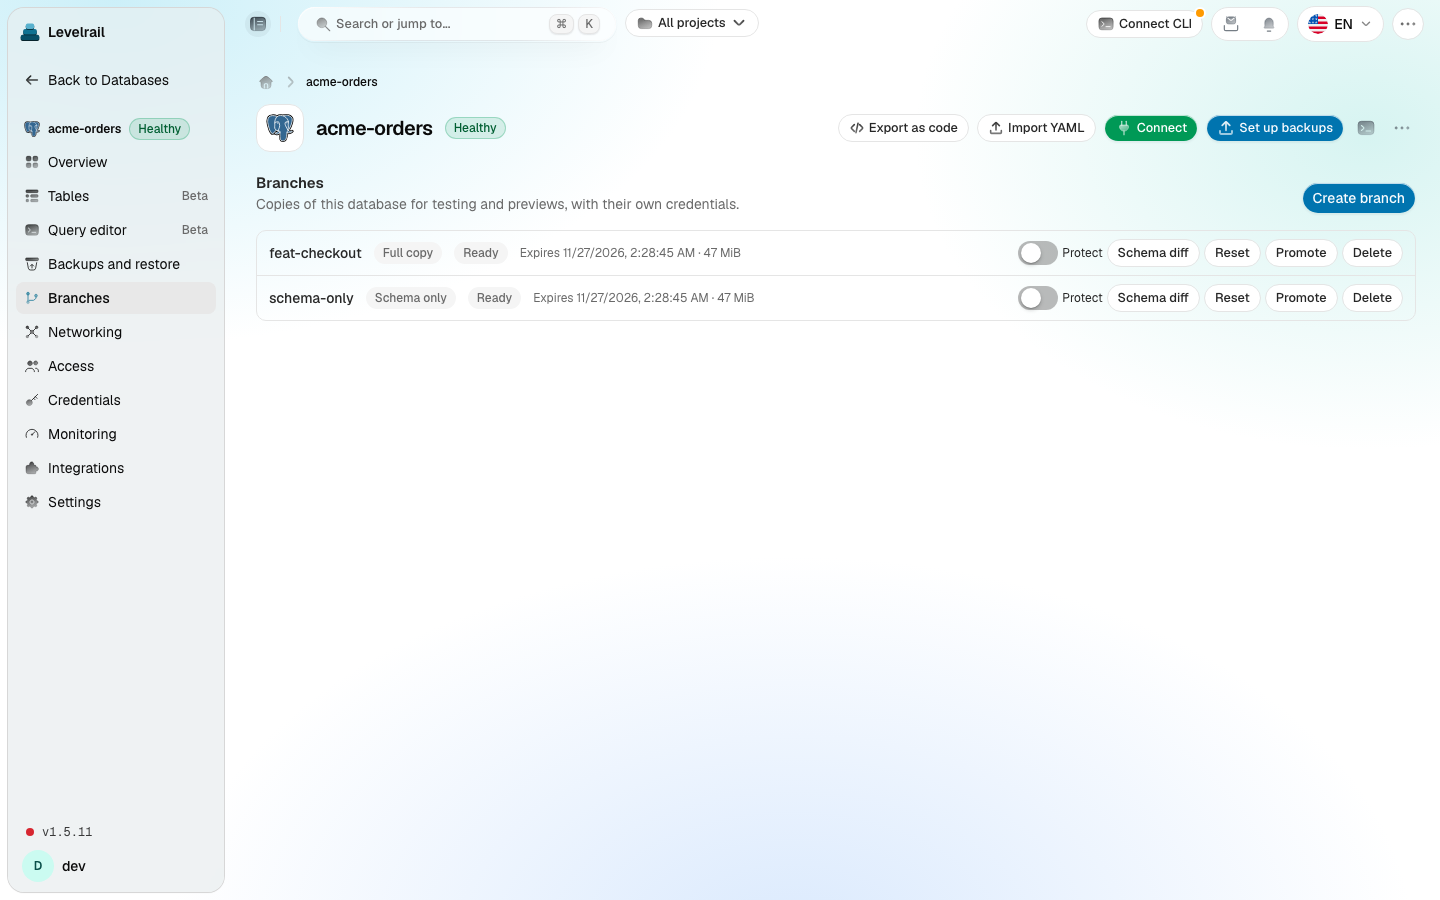 Levelrail
Search or jump to...
⌘ K
All projects
Connect CLI
EN
Back to Databases
acme-orders
Healthy
Overview
Tables Beta
Query editor Beta
Backups and restore
Branches
Networking
Access
Credentials
Monitoring
Integrations
Settings
v1.5.11
D dev
acme-orders
acme-orders Healthy
Export as code
Import YAML
Connect
Set up backups
Branches
Copies of this database for testing and previews, with their own credentials.
Create branch
feat-checkout Full copy Ready Expires 11/27/2026, 2:28:45 AM · 47 MiB Protect Schema diff Reset Promote Delete
schema-only Schema only Ready Expires 11/27/2026, 2:28:45 AM · 47 MiB Protect Schema diff Reset Promote Delete